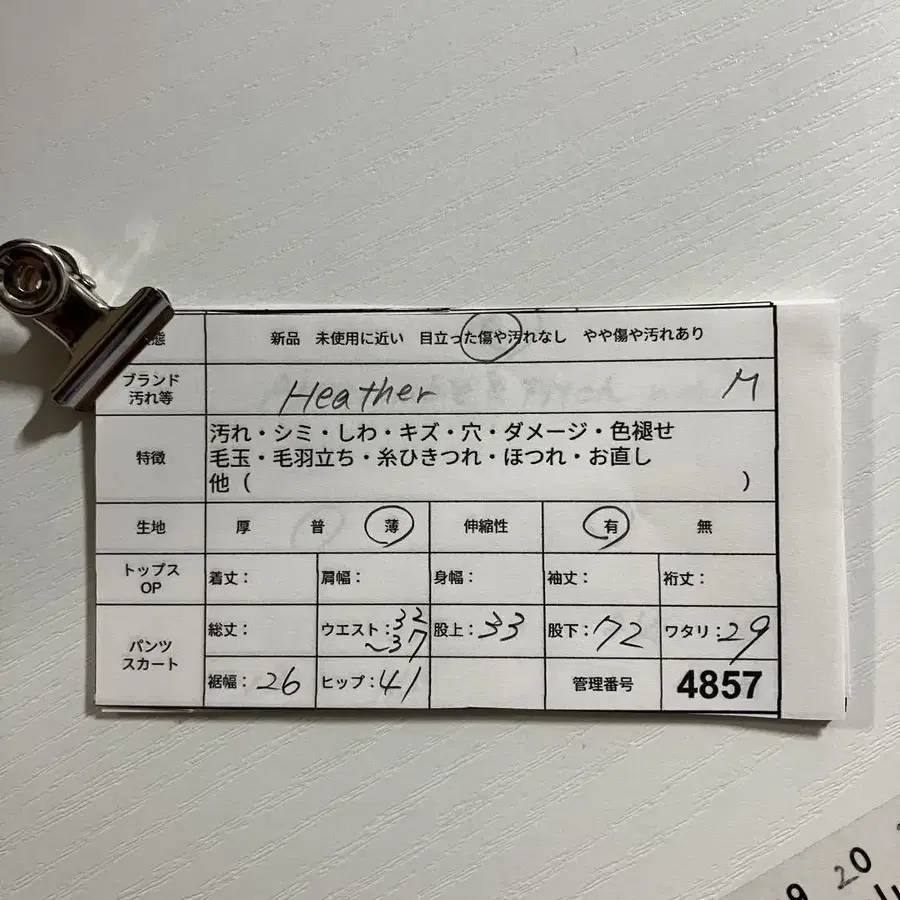 態 新品 未使用に近い 目立った傷や汚れなし やや傷や汚れあり
ブランド
汚れ等
Heather M
特徴
汚れ・シミ・しわ・キズ・穴・ダメージ・色褪せ
毛玉・毛羽立ち・糸ひきつれ・ほつれ・お直し
他( )
生地 厚 普 薄 伸縮性 有 無
トップス
OP
着丈: 肩幅: 身幅: 袖丈: 裄丈:
パンツ
スカート
総丈: ウエスト:32
~37
股上:33 股下:72 ワタリ:29
裾幅:26 ヒップ:41 管理番号 4857
9 20